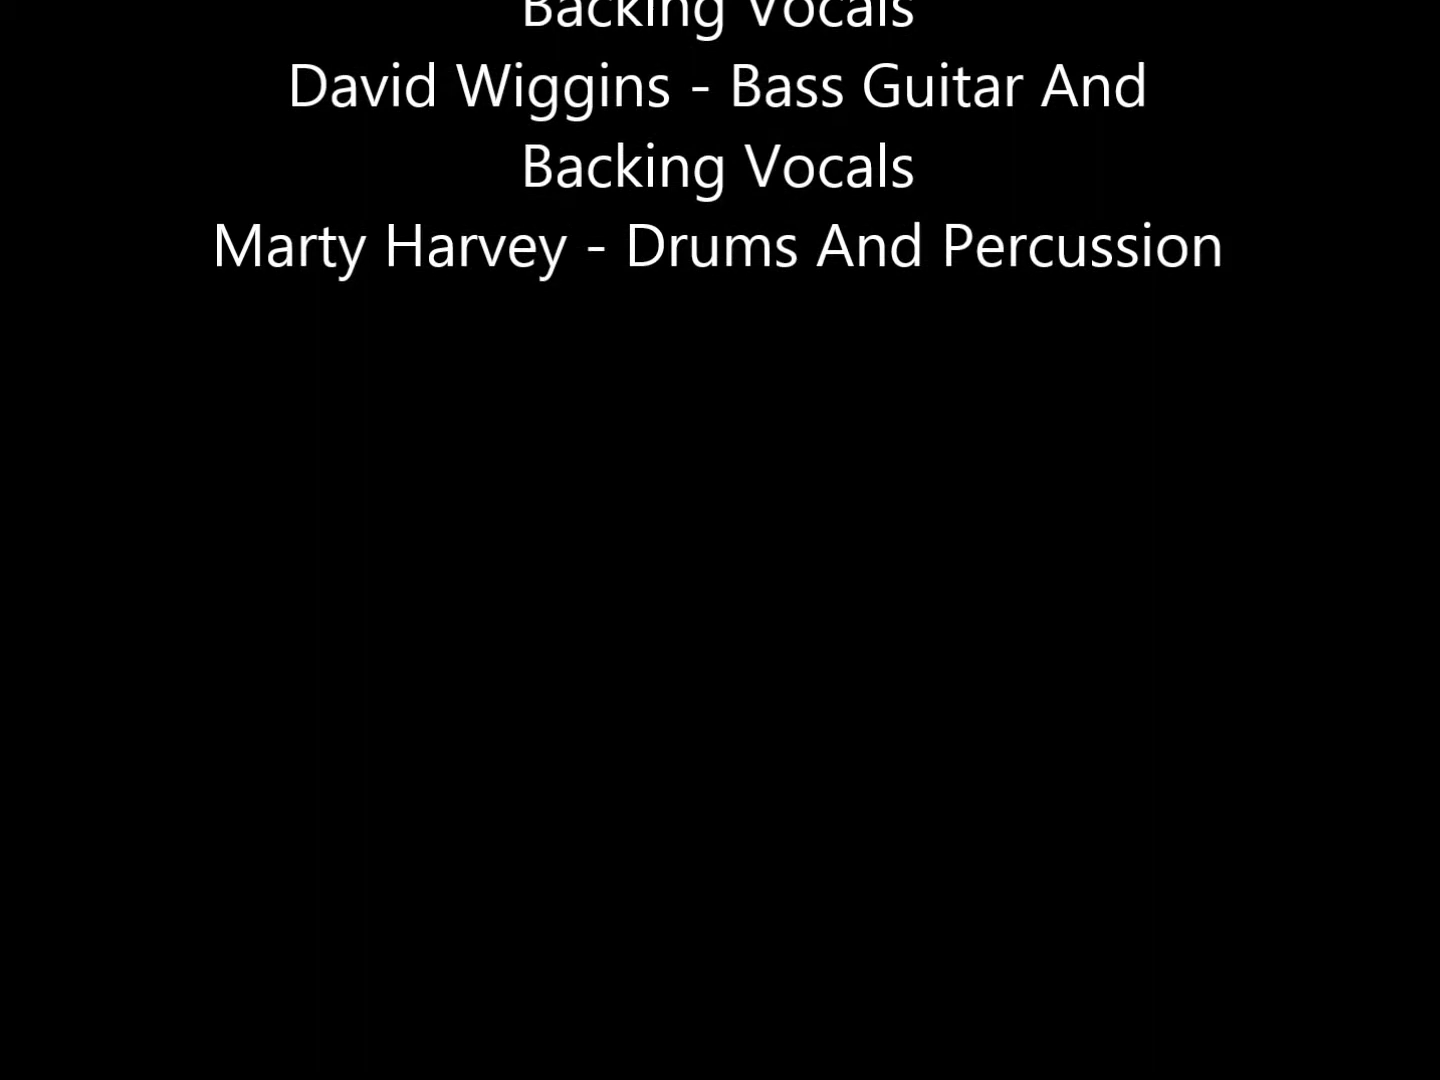 Backing Vocals
David Wiggins - Bass Guitar And
Backing Vocals
Marty Harvey - Drums And Percussion